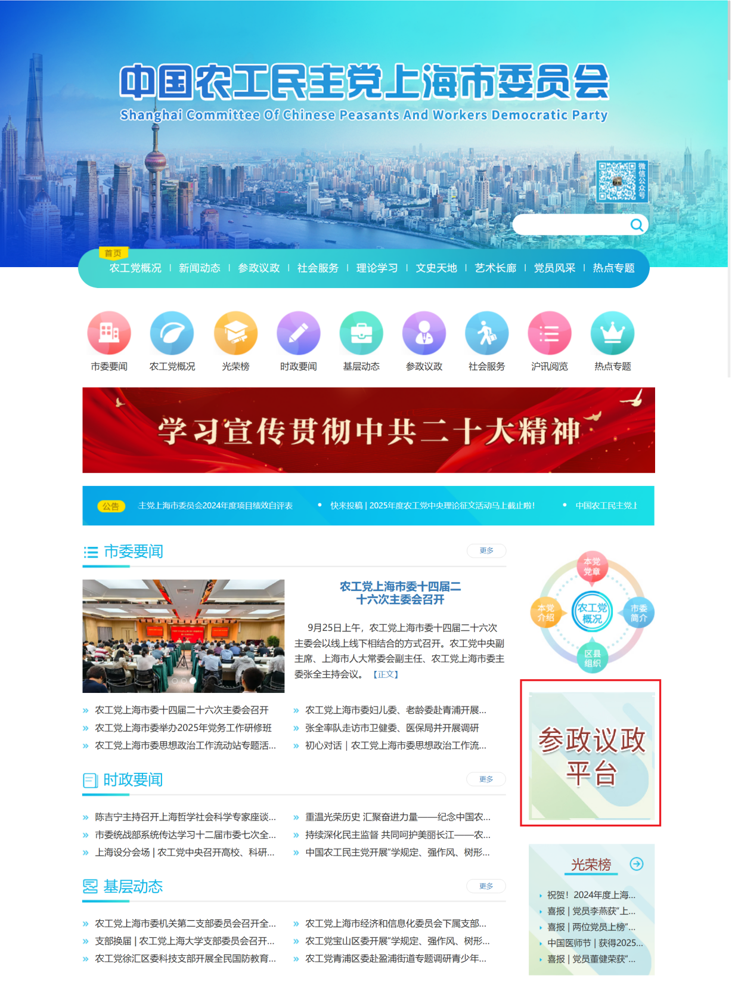 中国农工民主党上海市委员会
Shanghai Committee Of Chinese Peasants And Workers Democratic Party
微信公众号
首页
农工党概况 | 新闻动态 | 参政议政 | 社会服务 | 理论学习 | 文史天地 | 艺术长廊 | 党员风采 | 热点专题
市委要闻 农工党概况 光荣榜 时政要闻 基层动态 参政议政 社会服务 沪讯阅览 热点专题
学习宣传贯彻中共二十大精神
公告 主党上海市委员会2024年度项目绩效自评表 • 快来投稿 | 2025年度农工党中央理论征文活动马上截止啦! • 中国农工民主党上
市委要闻 更多
农工党上海市委十四届二
十六次主委会召开
9月25日上午，农工党上海市委十四届二十六次
主委会以线上线下相结合的方式召开。农工党中央副
主席、上海市人大常委会副主任、农工党上海市委主
委张全主持会议。 【正文】
» 农工党上海市委十四届二十六次主委会召开
» 农工党上海市委妇儿委、老龄委赴青浦开展...
» 农工党上海市委举办2025年党务工作研修班
» 张全率队走访市卫健委、医保局并开展调研
» 农工党上海市委思想政治工作流动站专题活...
» 初心对话 | 农工党上海市委思想政治工作流...
时政要闻 更多
» 陈吉宁主持召开上海哲学社会科学专家座谈...
» 重温光荣历史 汇聚奋进力量——纪念中国农...
» 市委统战部系统传达学习十二届市委七次全...
» 持续深化民主监督 共同呵护美丽长江——农...
» 上海设分会场 | 农工党中央召开高校、科研...
» 中国农工民主党开展“学规定、强作风、树形...
基层动态 更多
» 农工党上海市委机关第二支部委员会召开全...
» 农工党上海市经济和信息化委员会下属支部...
» 支部换届 | 农工党上海大学支部委员会召开...
» 农工党宝山区委开展“学规定、强作风、树形...
» 农工党徐汇区委科技支部开展全民国防教育...
» 农工党青浦区委赴盈浦街道专题调研青少年...
本党
党章
本党
介绍
农工党
概况
市委
简介
区县
组织
参政议政
平台
光荣榜
祝贺！2024年度上海...
喜报 | 党员李燕获“上...
喜报 | 两位党员上榜“...
中国医师节 | 获得2025...
喜报 | 党员董健荣获“...